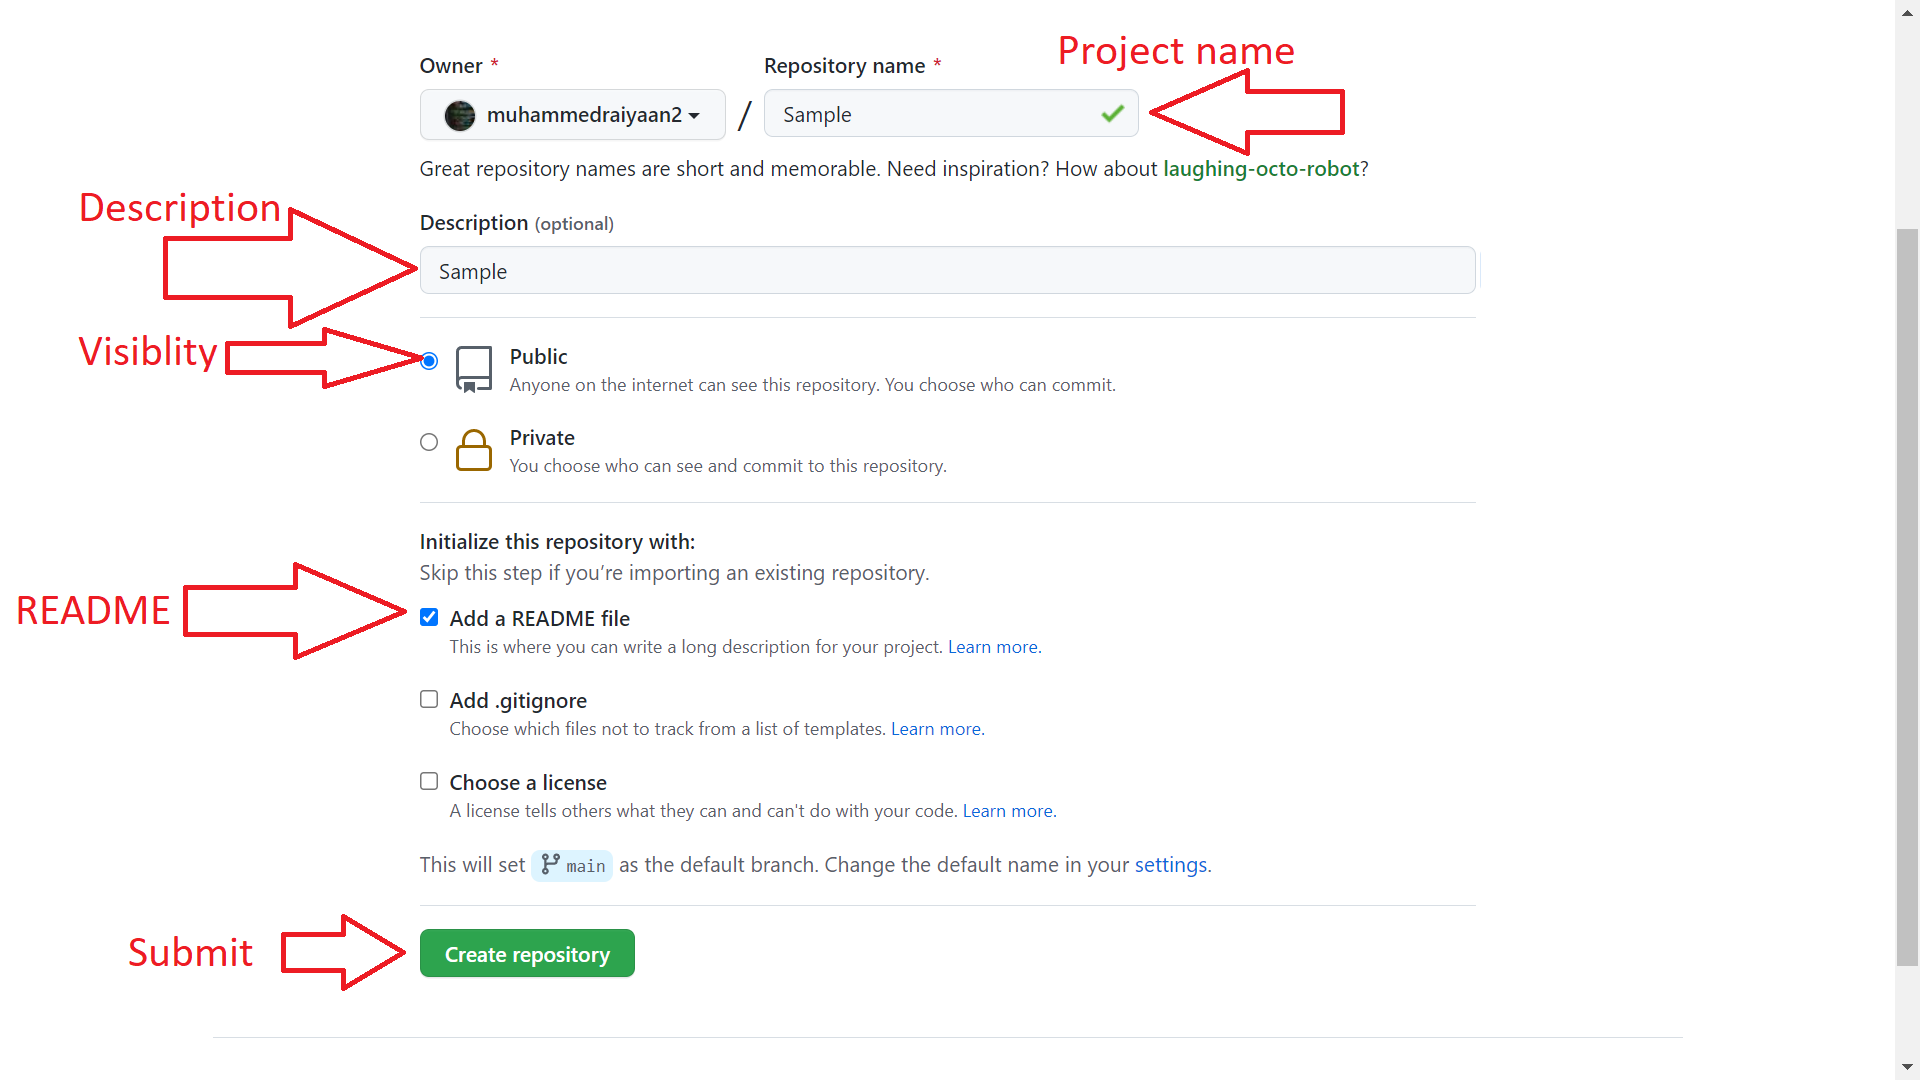 Project name
Owner *
Repository name *
muhammedraiyaan2 / Sample
Great repository names are short and memorable. Need inspiration? How about laughing-octo-robot?
Description
Description (optional)
Sample
Visiblity
Public
Anyone on the internet can see this repository. You choose who can commit.
Private
You choose who can see and commit to this repository.
Initialize this repository with:
Skip this step if you’re importing an existing repository.
README
Add a README file
This is where you can write a long description for your project. Learn more.
Add .gitignore
Choose which files not to track from a list of templates. Learn more.
Choose a license
A license tells others what they can and can't do with your code. Learn more.
This will set main as the default branch. Change the default name in your settings.
Submit
Create repository